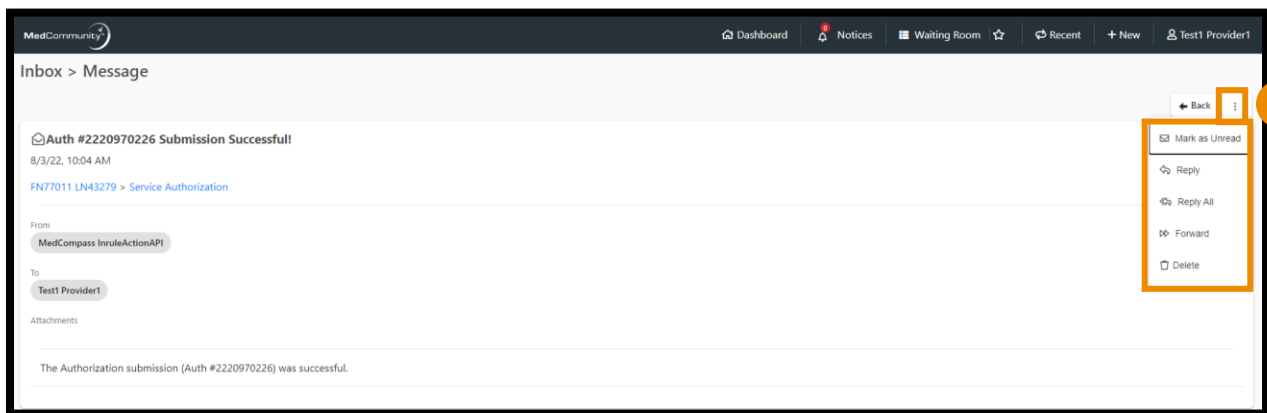 MedCommunity
Dashboard
Notices
Waiting Room
Recent
+ New
Test1 Provider1
Inbox > Message
Back
Auth #2220970226 Submission Successful!
Mark as Unread
8/3/22, 10:04 AM
Reply
FN77011 LN43279 > Service Authorization
Reply All
From
Forward
MedCompass InruleActionAPI
Delete
To
Test1 Provider1
Attachments
The Authorization submission (Auth #2220970226) was successful.